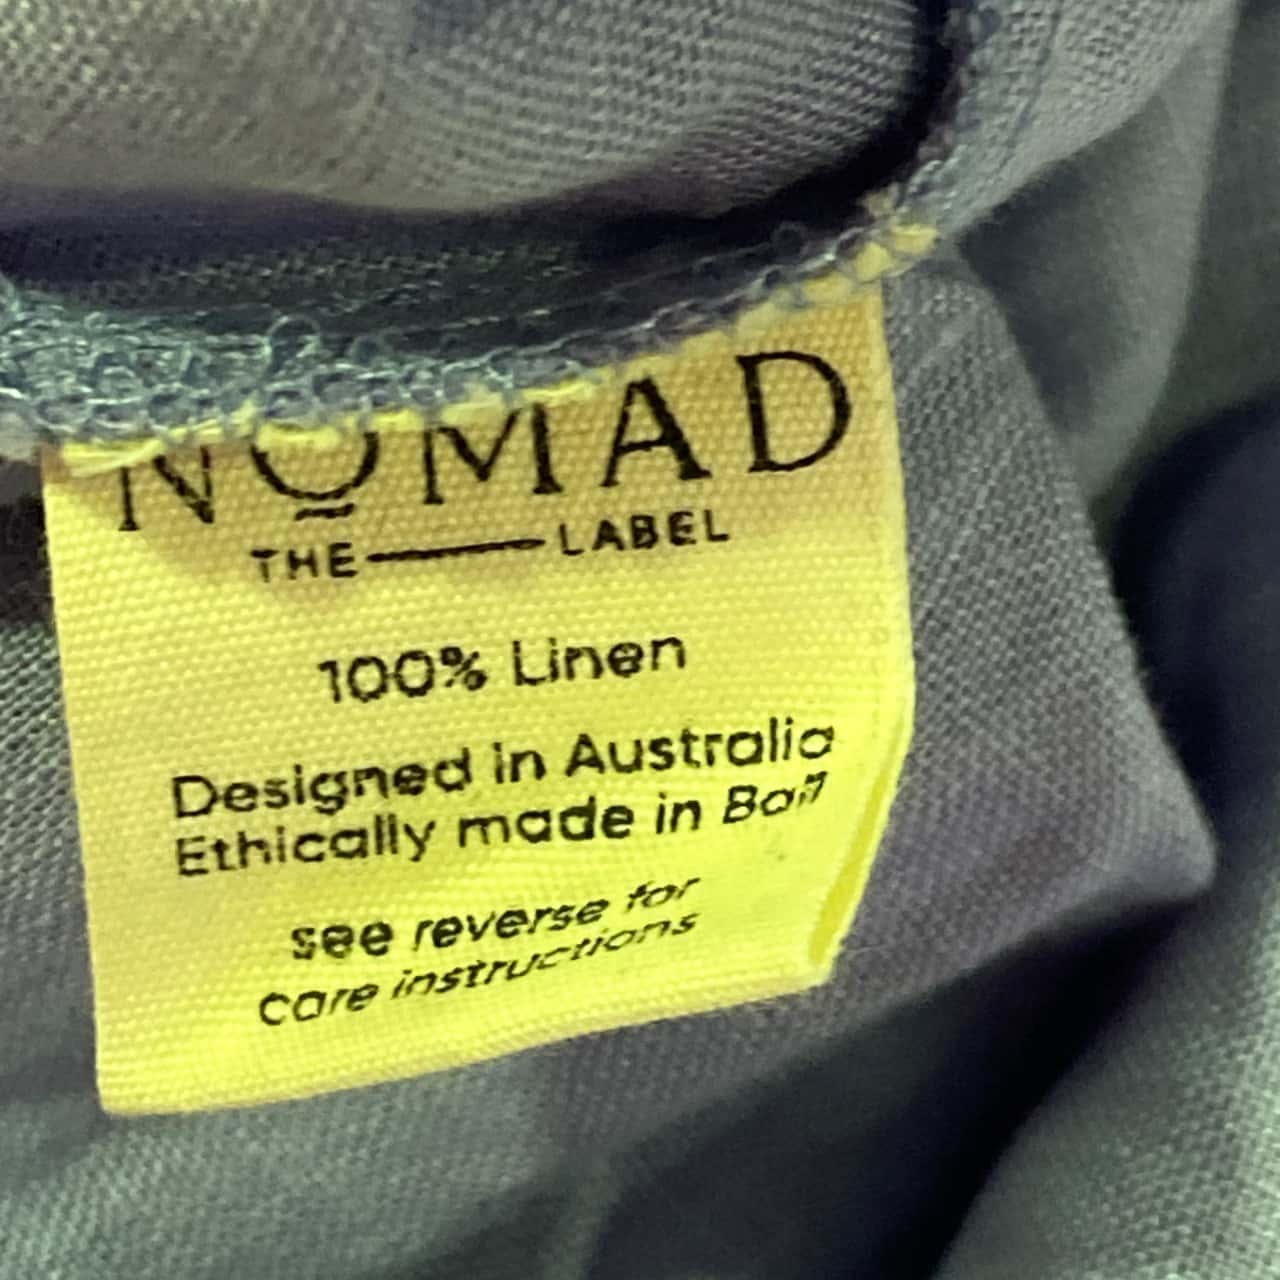 NOMAD
THE LABEL
100% Linen
Designed in Australia
Ethically made in Bali
see reverse for
care instructions